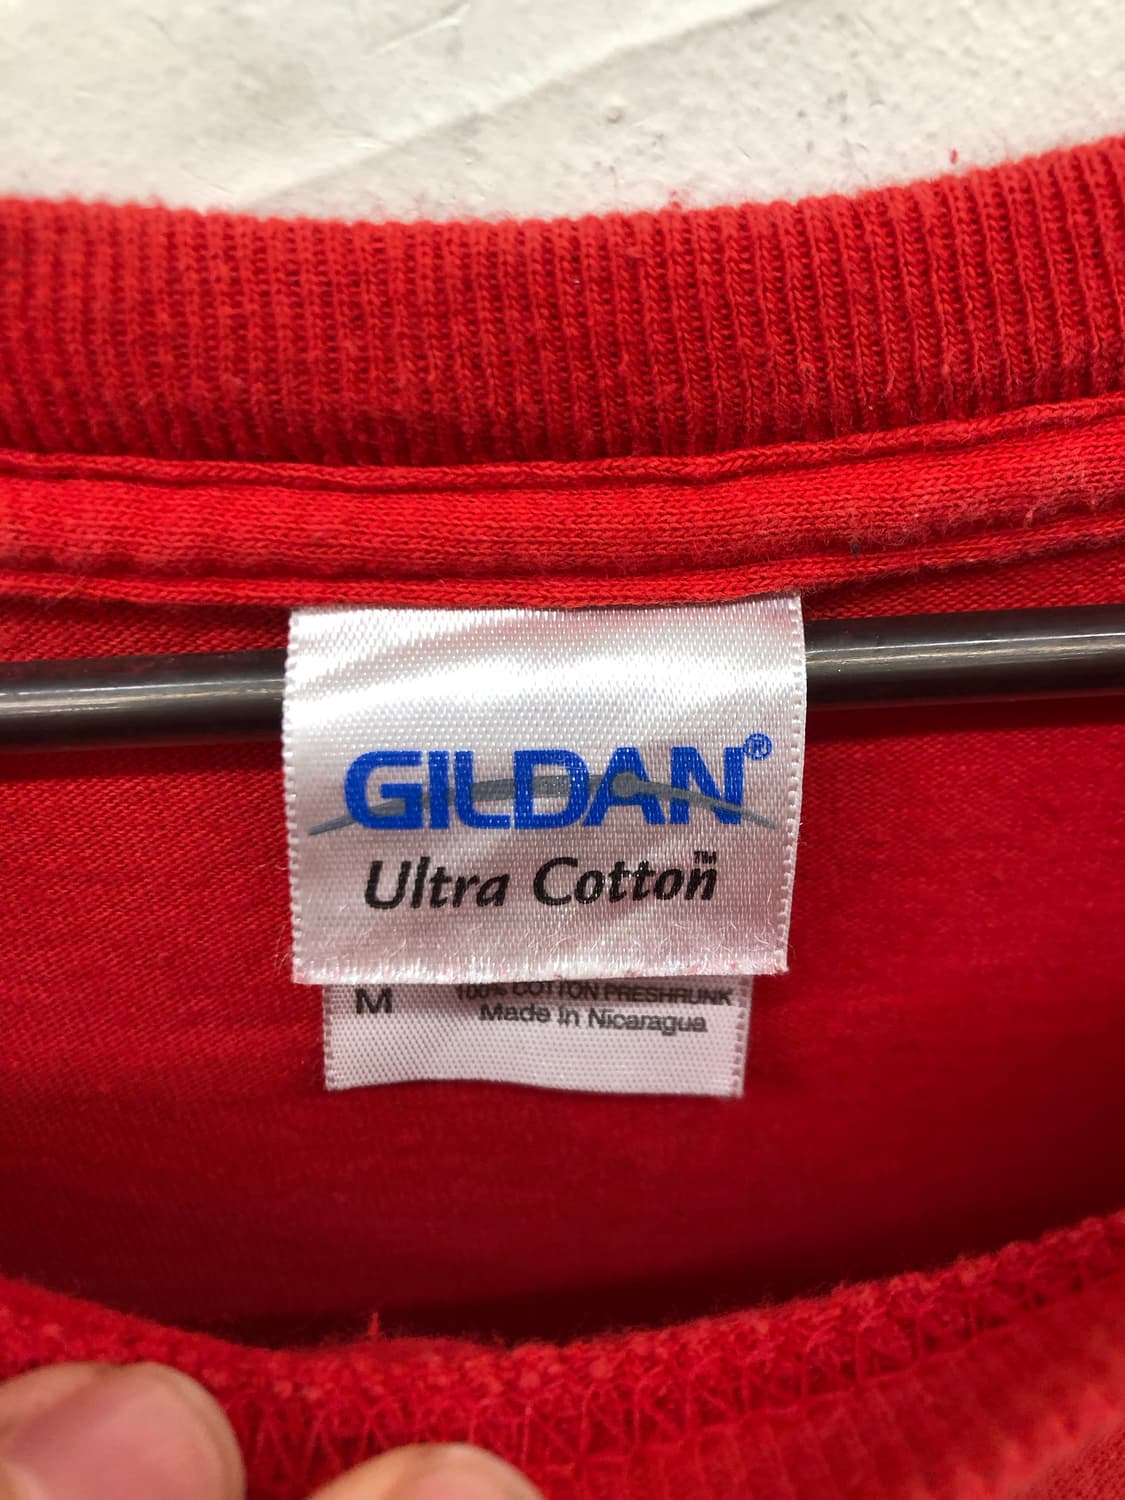 GILDAN®
Ultra Cotton™
M 100% COTTON PRESHRUNK
Made in Nicaragua